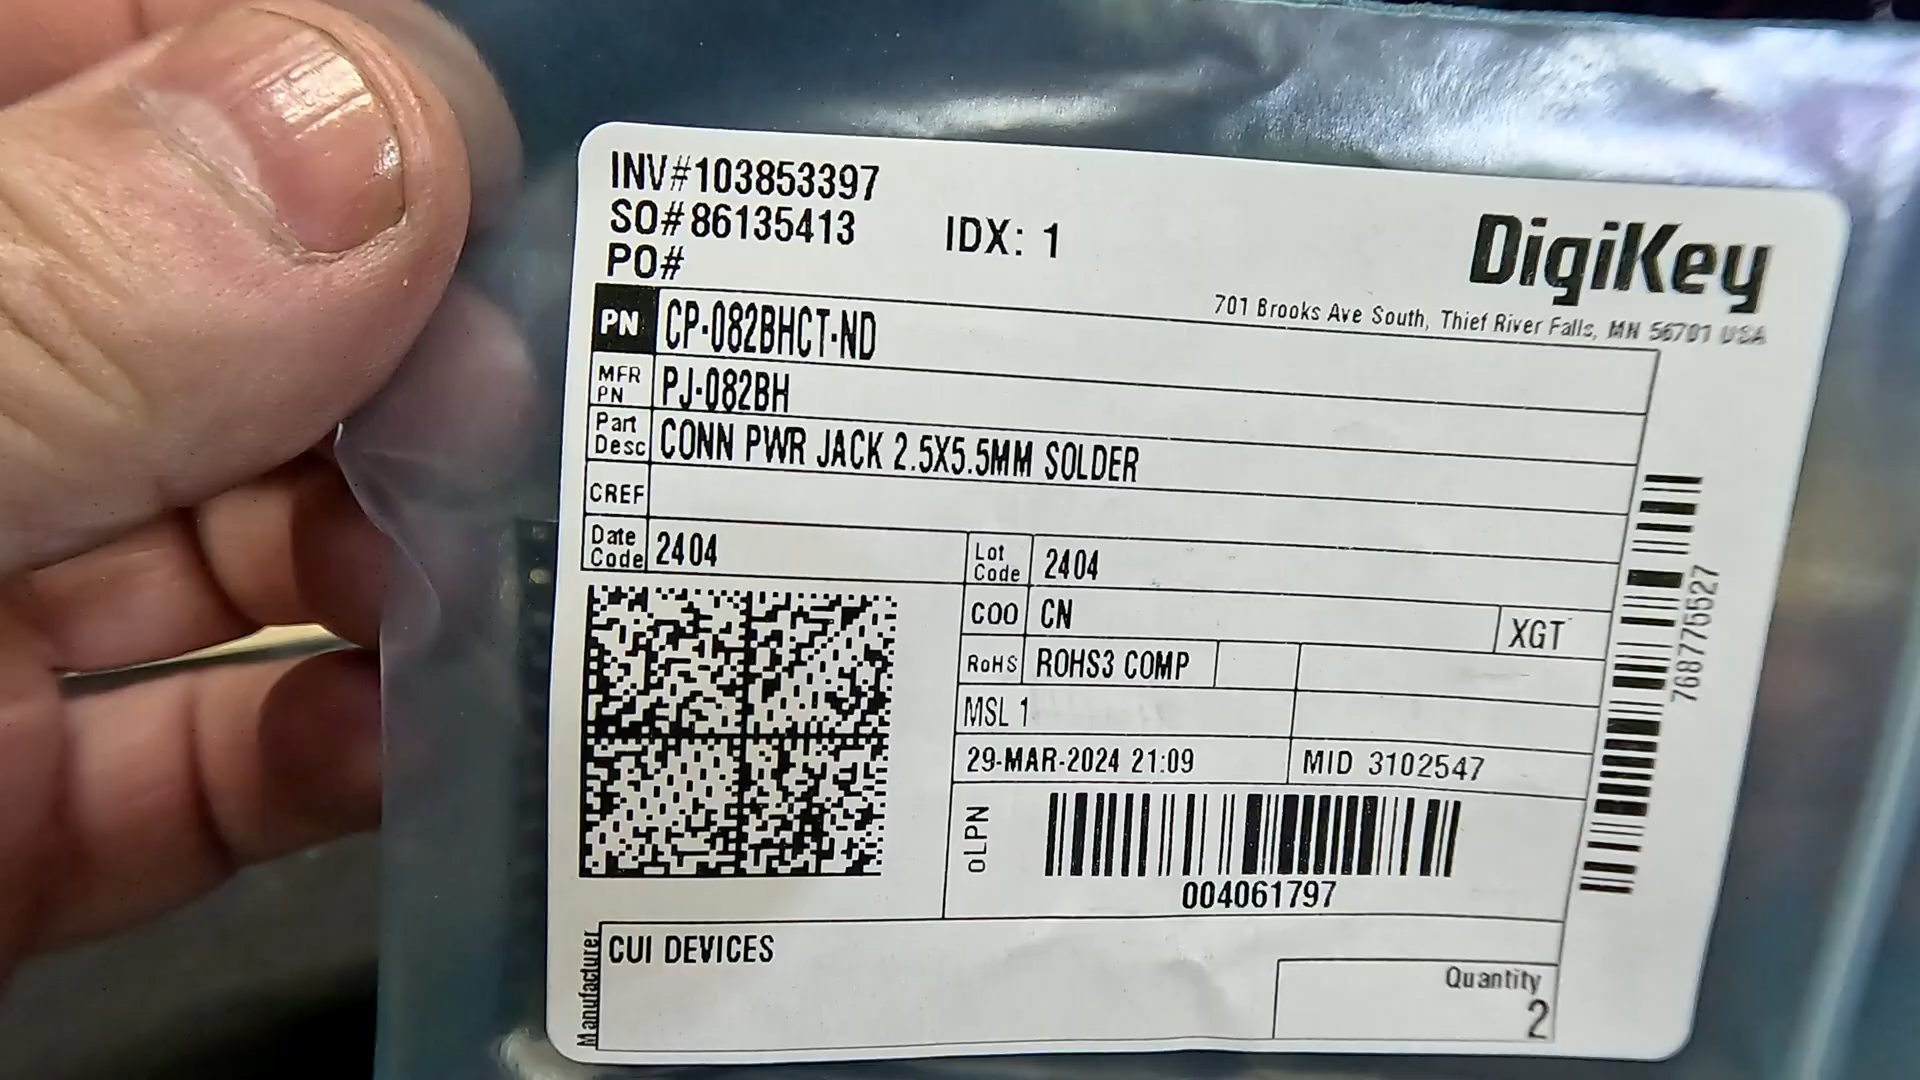 INV#103853397
SO#86135413
IDX: 1
PO#
DigiKey
701 Brooks Ave South, Thief River Falls, MN 56701 USA
PN CP-082BHCT-ND
MFR PN PJ-082BH
Part Desc CONN PWR JACK 2.5X5.5MM SOLDER
CREF
Date Code 2404
Lot Code 2404
COO CN
XGT
RoHS ROHS3 COMP
MSL 1
29-MAR-2024 21:09
MID 3102547
oLPN
004061797
768775527
Manufacturer CUI DEVICES
Quantity
2